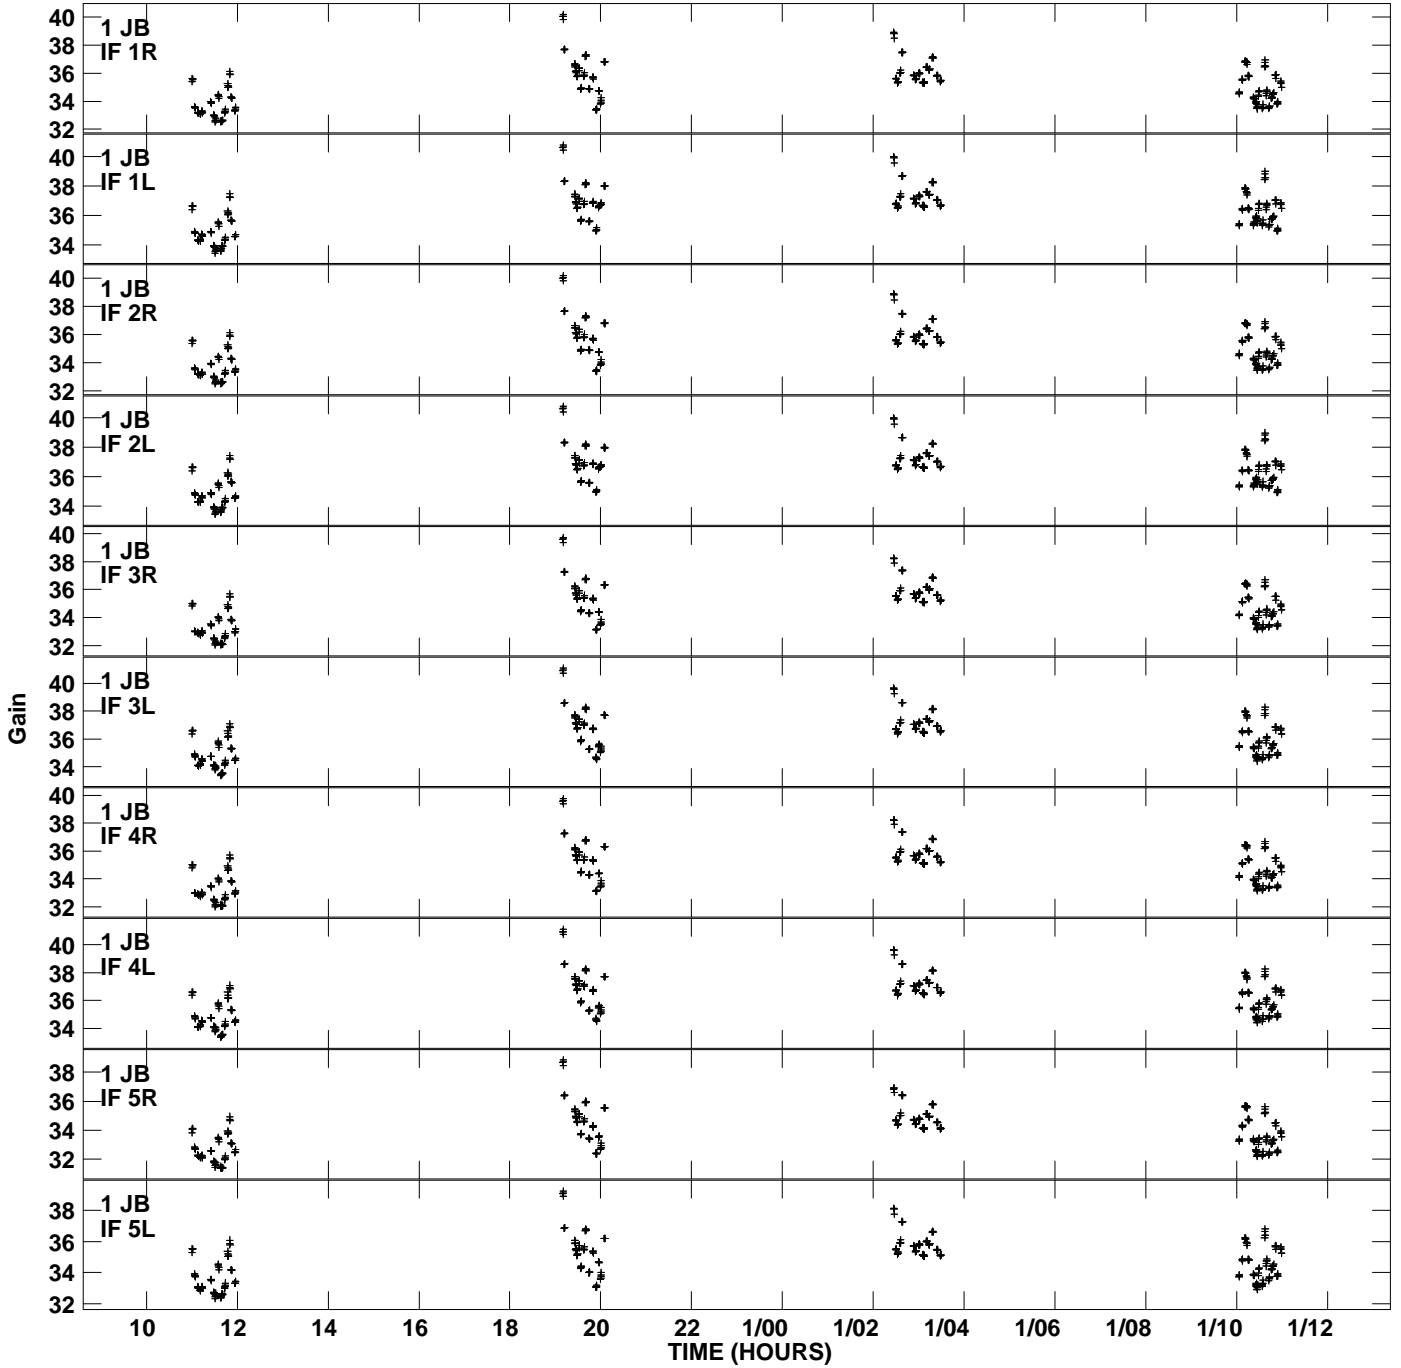 40
38
36
34
32
1 JB
IF 1R
40
38
36
34
1 JB
IF 1L
40
38
36
34
32
1 JB
IF 2R
40
38
36
34
1 JB
IF 2L
40
38
36
34
32
1 JB
IF 3R
40
38
36
34
1 JB
IF 3L
Gain
40
38
36
34
32
1 JB
IF 4R
40
38
36
34
1 JB
IF 4L
38
36
34
32
1 JB
IF 5R
38
36
34
32
1 JB
IF 5L
10 12 14 16 18 20 22 1/00 1/02 1/04 1/06 1/08 1/10 1/12
TIME (HOURS)